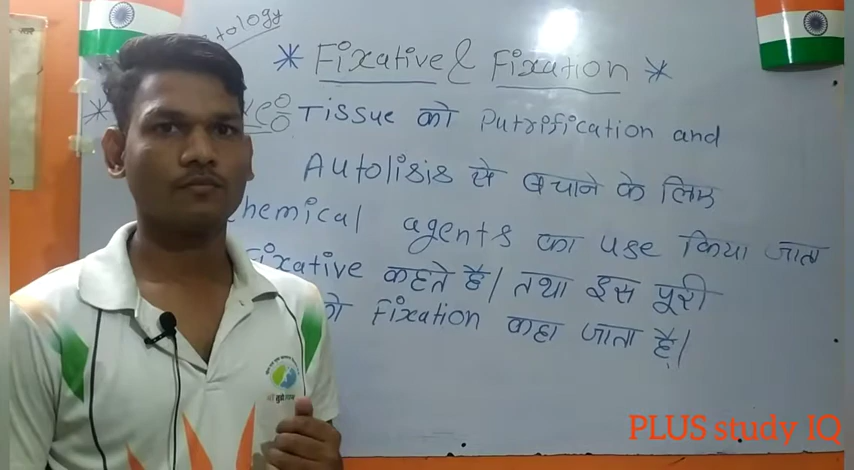 * Fixative & Fixation *
Tissue को Putrification and
Autolisis से बचाने के लिए
chemical agents का use किया जाता
Fixative कहते है। तथा इस पूरी
को Fixation कहा जाता है।
PLUS study IQ